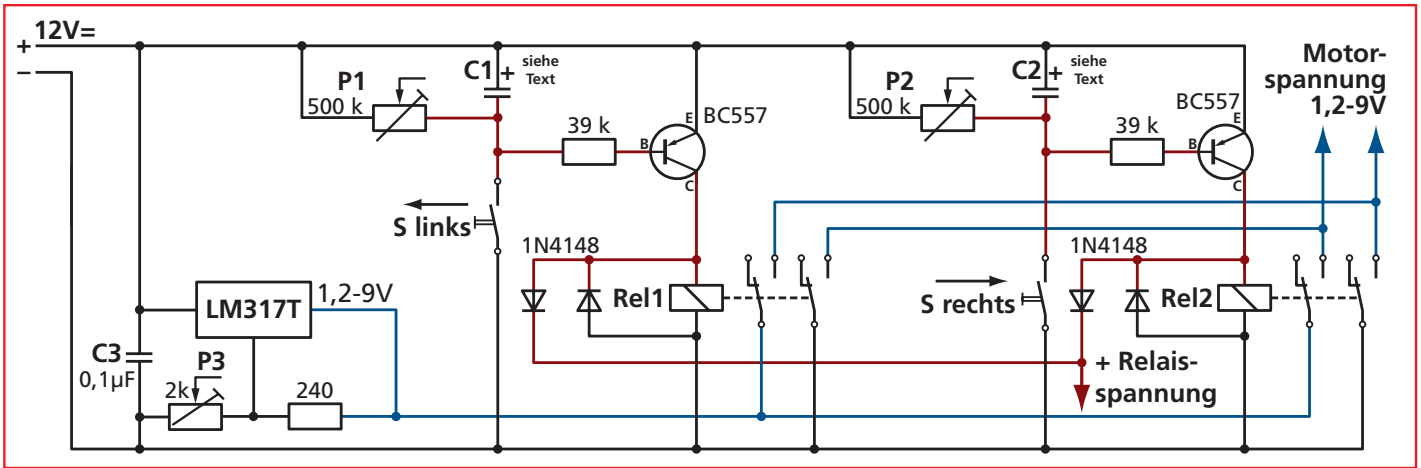 + 12V=
−
P1
500 k
C1 + siehe
Text
39 k
BC557
E
B
C
P2
500 k
C2 + siehe
Text
39 k
BC557
E
B
C
Motor-
spannung
1,2-9V
S links
1N4148
Rel1
S rechts
1N4148
Rel2
LM317T
1,2-9V
C3
0,1µF
P3
2k
240
+ Relais-
spannung